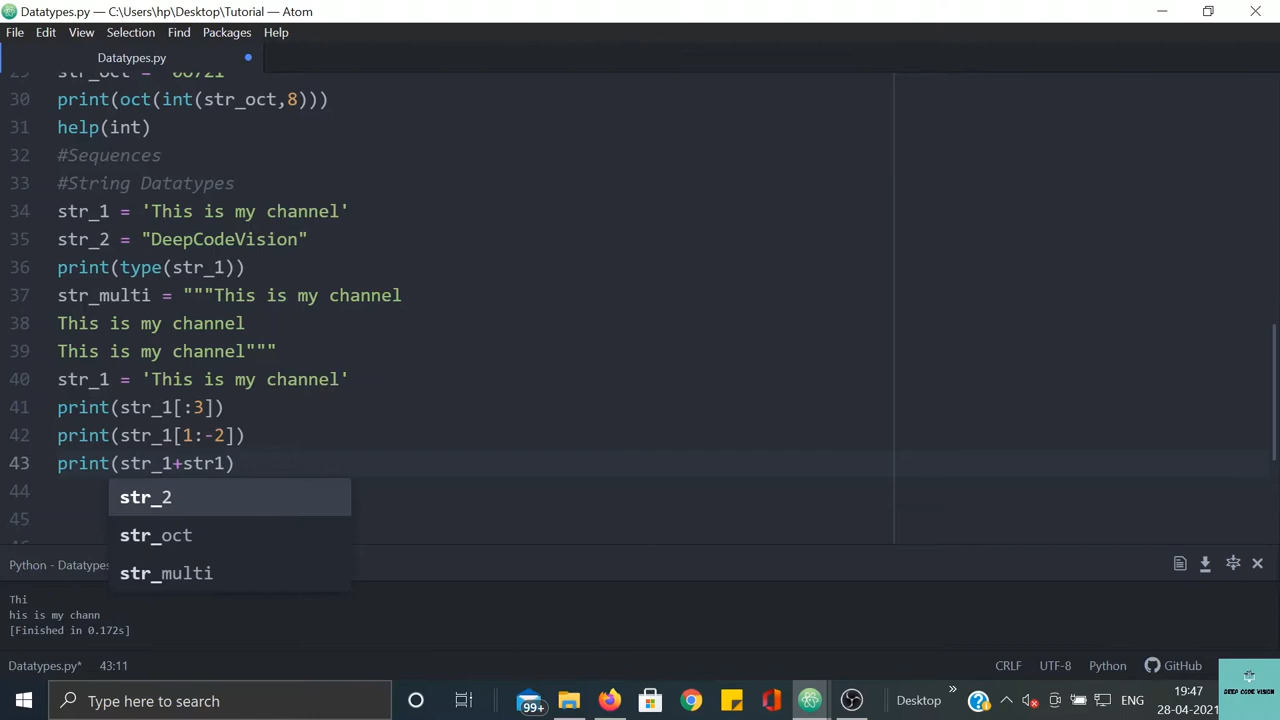 Datatypes.py — C:\Users\hp\Desktop\Tutorial — Atom
File Edit View Selection Find Packages Help
Datatypes.py
30 print(oct(int(str_oct,8)))
31 help(int)
32 #Sequences
33 #String Datatypes
34 str_1 = 'This is my channel'
35 str_2 = "DeepCodeVision"
36 print(type(str_1))
37 str_multi = """This is my channel
38 This is my channel
39 This is my channel"""
40 str_1 = 'This is my channel'
41 print(str_1[:3])
42 print(str_1[1:-2])
43 print(str_1+str1)
44
str_2
45
str_oct
str_multi
Python - Datatypes
Thi
his is my chann
[Finished in 0.172s]
Datatypes.py* 43:11 CRLF UTF-8 Python GitHub
Type here to search 99+ Desktop » ENG 19:47
28-04-2021
DEEP CODE VISION